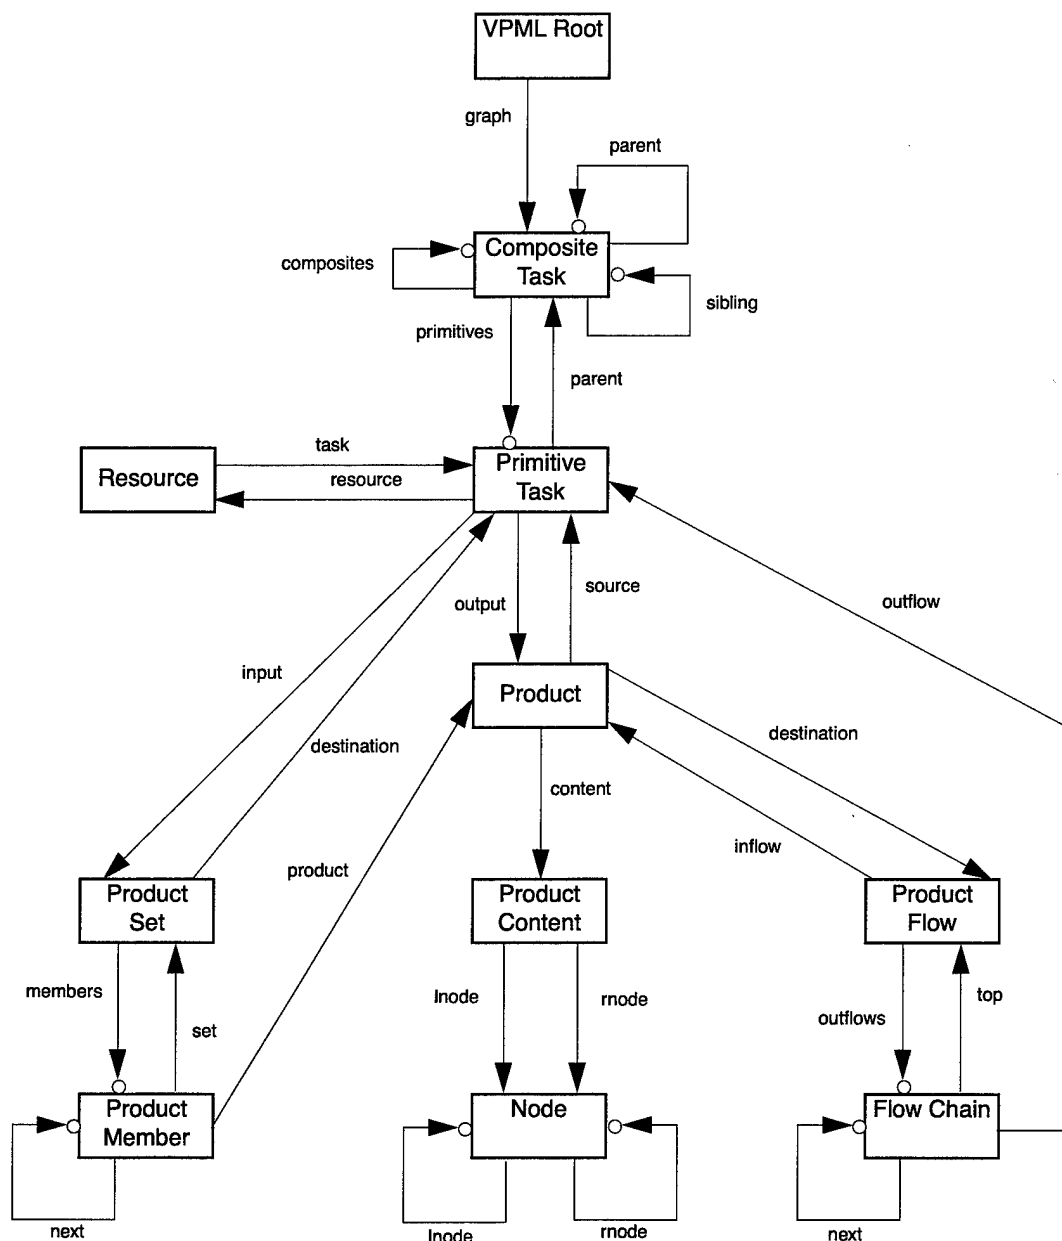 VPML Root
graph
parent
Composite
Task
composites
sibling
primitives
parent
task
Resource
resource
Primitive
Task
output
source
outflow
input
Product
destination
destination
content
inflow
product
Product
Set
Product
Content
Product
Flow
members
set
lnode
rnode
outflows
top
Product
Member
Node
Flow Chain
next
lnode
rnode
next